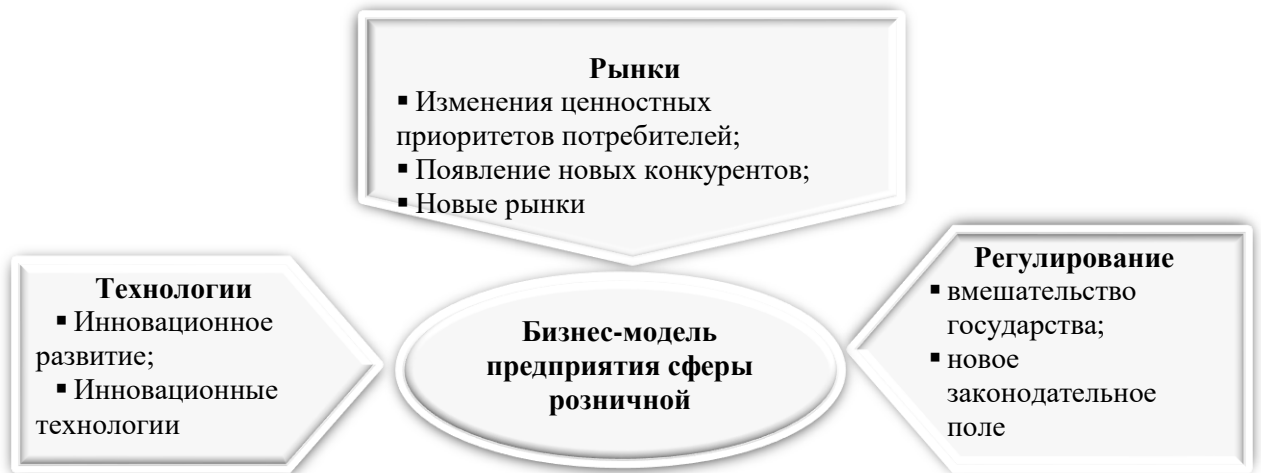 Рынки
▪ Изменения ценностных
приоритетов потребителей;
▪ Появление новых конкурентов;
▪ Новые рынки
Технологии
▪ Инновационное
развитие;
▪ Инновационные
технологии
Бизнес-модель
предприятия сферы
розничной
Регулирование
▪ вмешательство
государства;
▪ новое
законодательное
поле